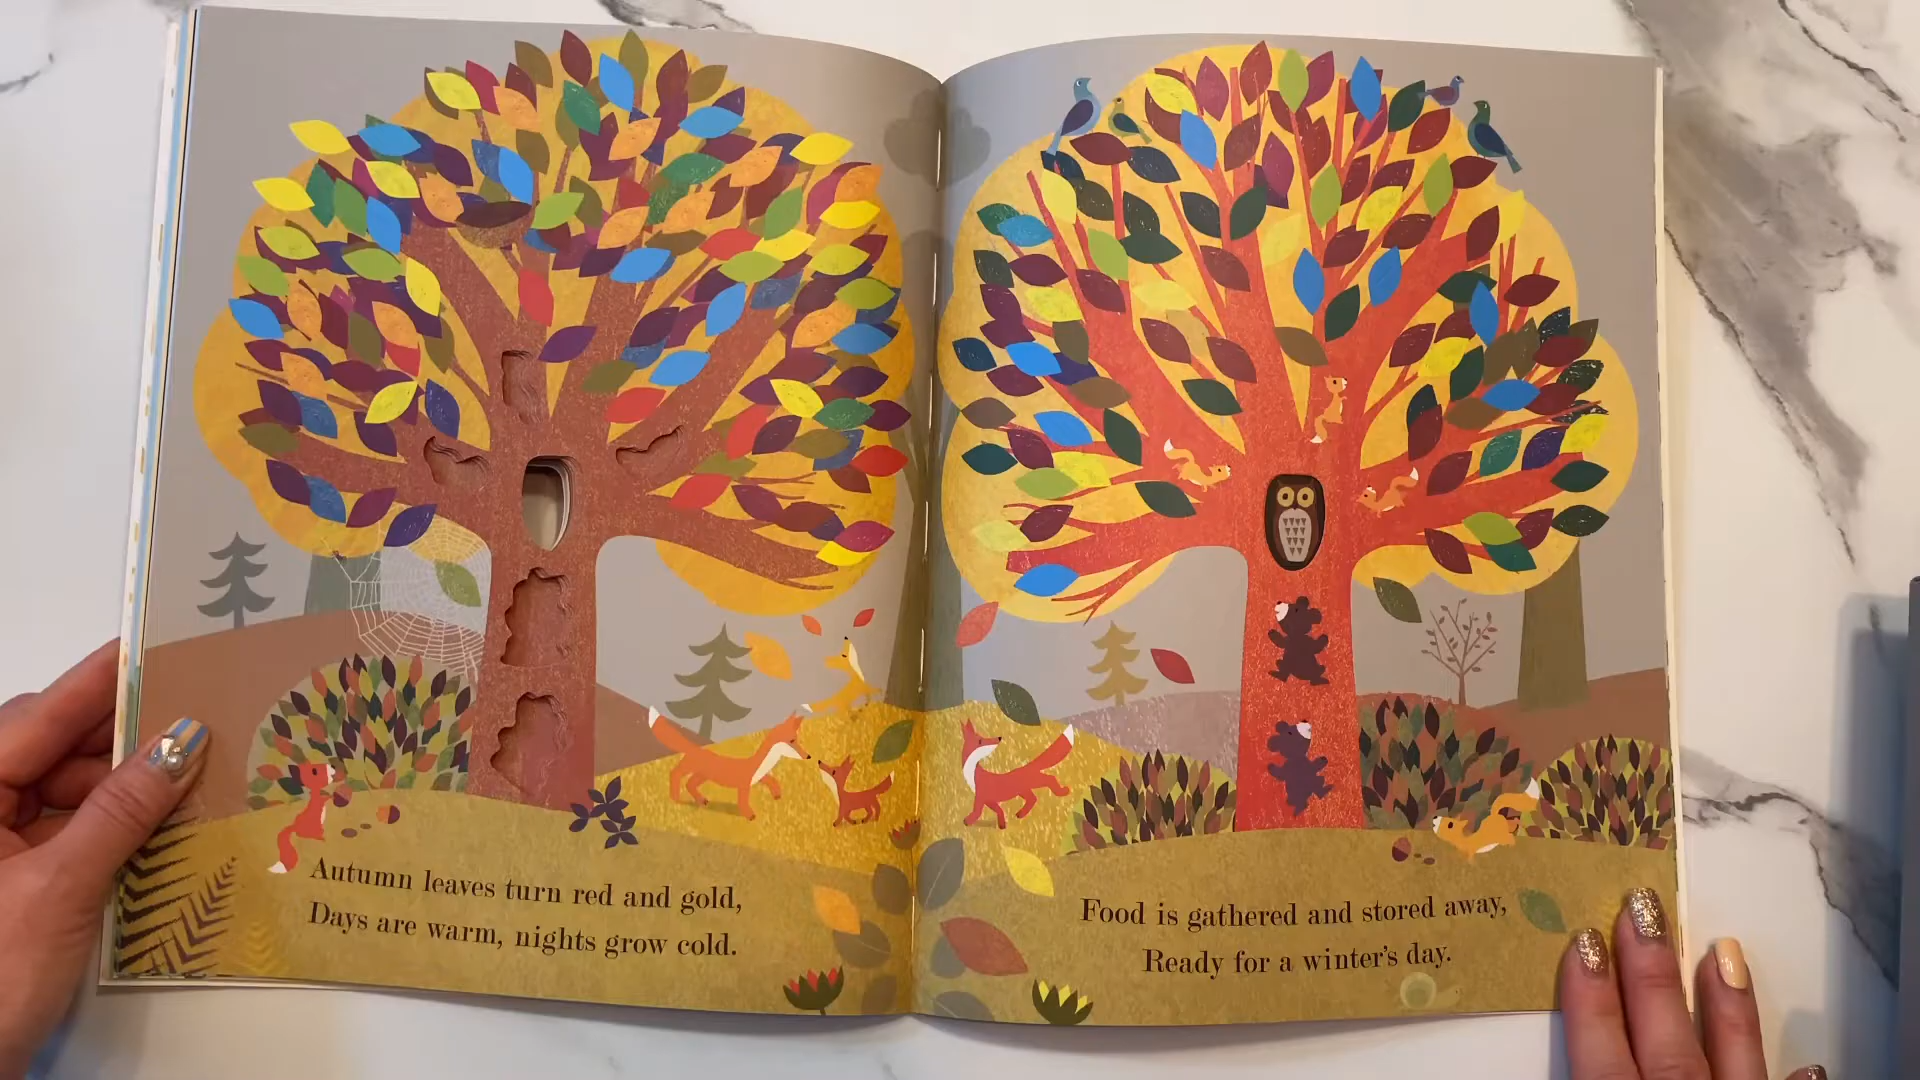 Autumn leaves turn red and gold,
Days are warm, nights grow cold.
Food is gathered and stored away,
Ready for a winter's day.